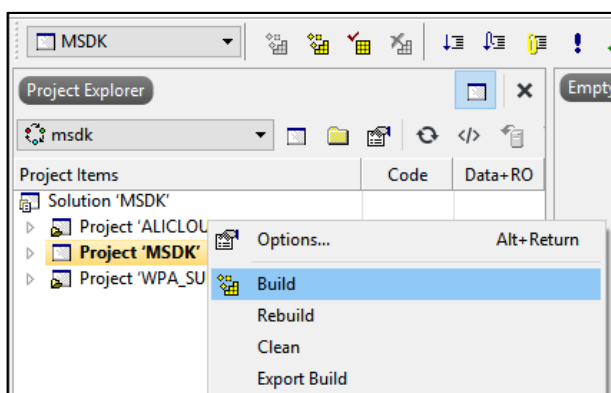 MSDK
Project Explorer
Empty
msdk
Project Items Code Data+RO
Solution 'MSDK'
Project 'ALICLOU
Project 'MSDK'
Project 'WPA_SU
Options... Alt+Return
Build
Rebuild
Clean
Export Build